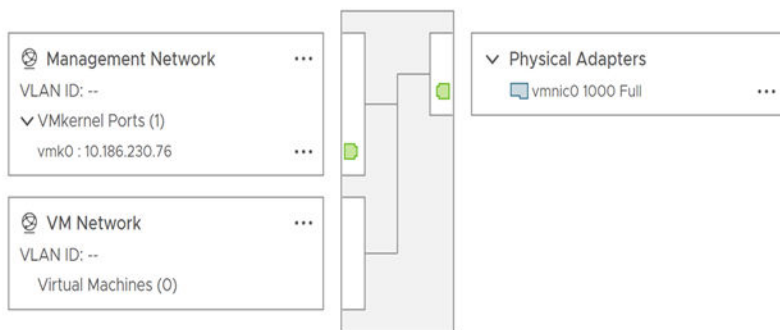 Management Network
VLAN ID: --
VMkernel Ports (1)
vmk0 : 10.186.230.76
VM Network
VLAN ID: --
Virtual Machines (0)
Physical Adapters
vmnic0 1000 Full